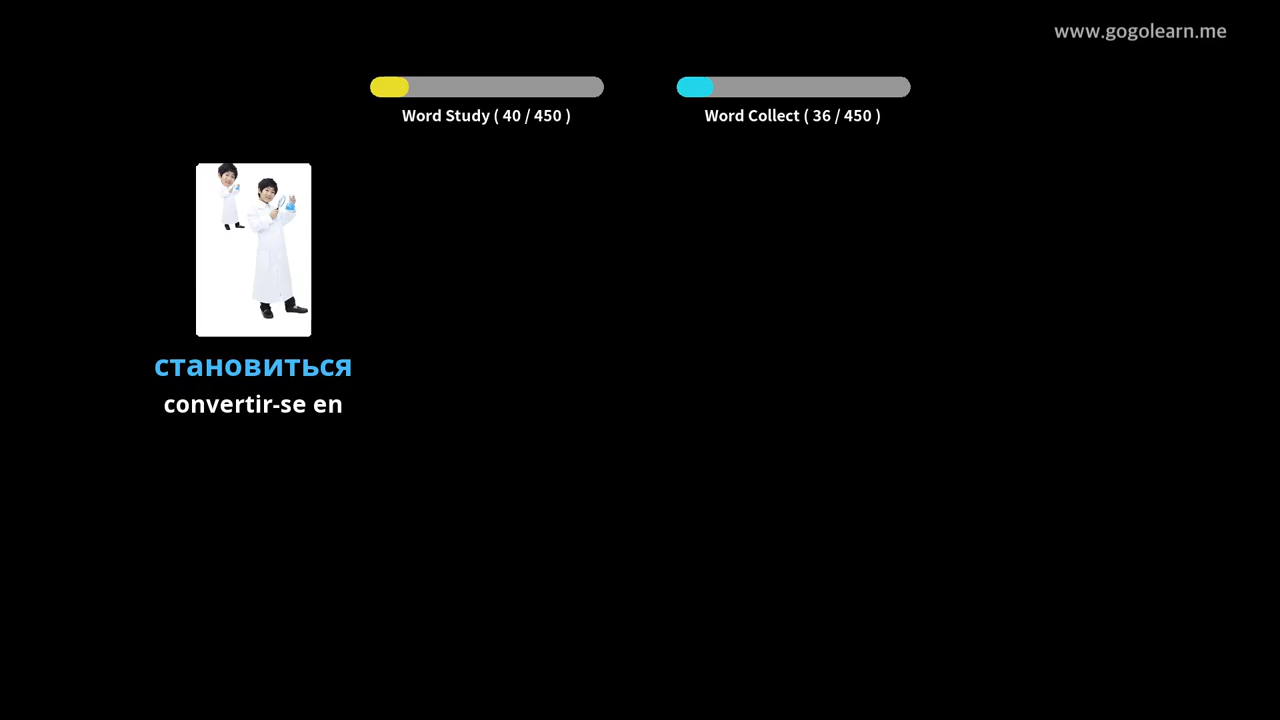 www.gogolearn.me
Word Study ( 40 / 450 )
Word Collect ( 36 / 450 )
становиться
convertir-se en